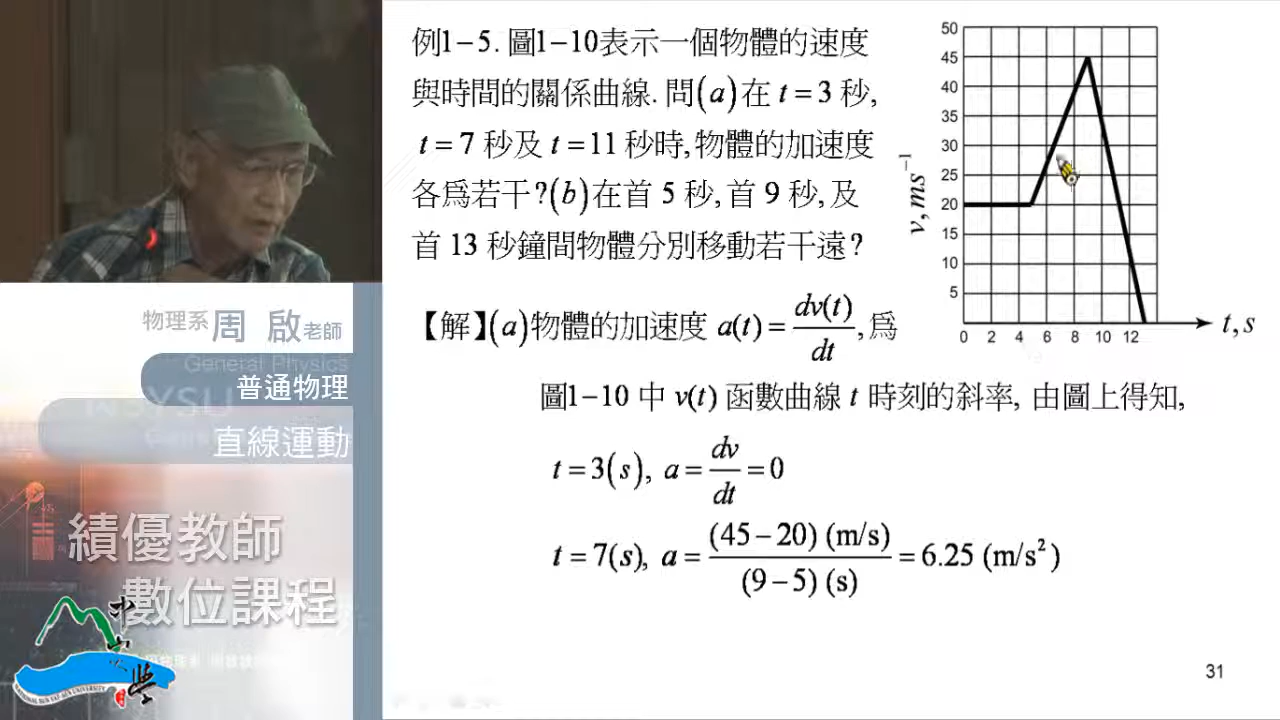 例1-5. 圖1-10表示一個物體的速度
與時間的關係曲線. 問(a)在 t = 3 秒,
t = 7 秒及 t = 11 秒時, 物體的加速度
各為若干?(b)在首 5 秒, 首 9 秒, 及
首 13 秒鐘間物體分別移動若干遠?
50
45
40
35
30
25
20
15
10
5
v, ms⁻¹
0 2 4 6 8 10 12
t, s
【解】(a)物體的加速度 a(t) = dv(t)/dt, 為
圖1-10 中 v(t) 函數曲線 t 時刻的斜率, 由圖上得知,
t = 3(s), a = dv/dt = 0
t = 7(s), a = (45-20) (m/s)/(9-5) (s) = 6.25 (m/s²)
31
物理系 周 啟 老師
General Physics
普通物理
直線運動
績優教師
數位課程
NATIONAL SUN YAT-SEN UNIVERSITY